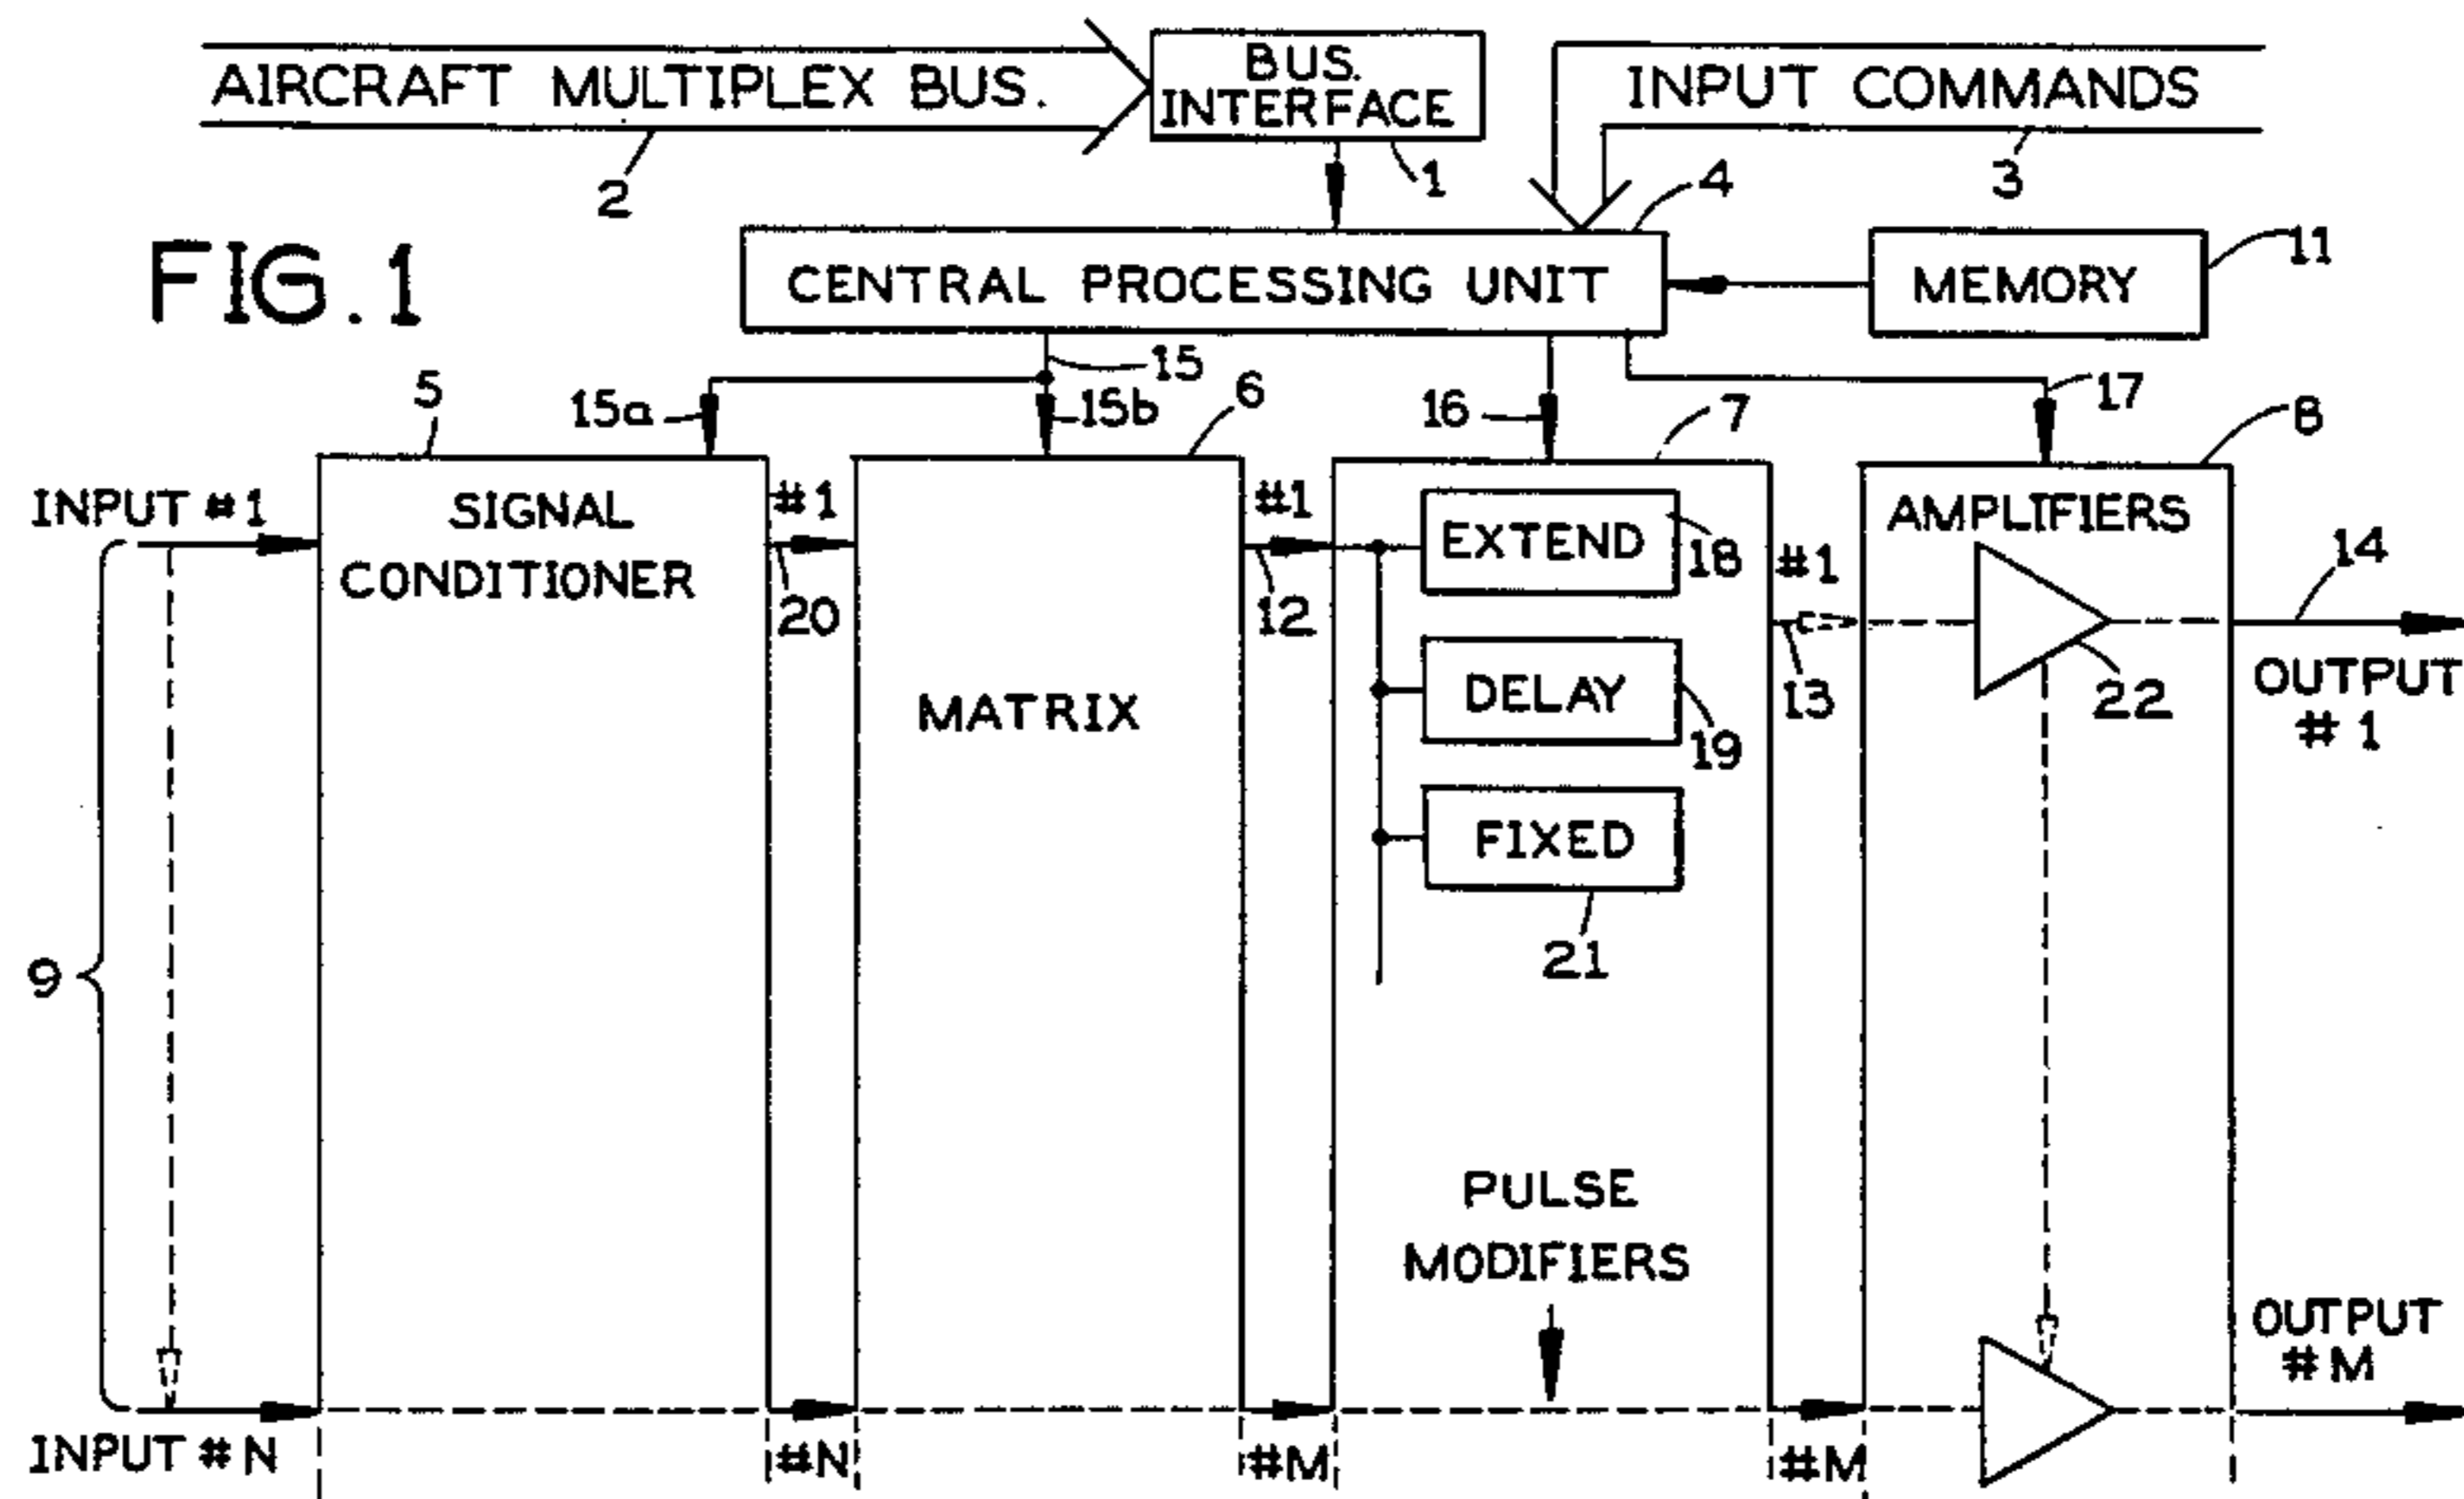 AIRCRAFT MULTIPLEX BUS.
BUS.
INTERFACE
INPUT COMMANDS
2
1
4
3
FIG. 1
CENTRAL PROCESSING UNIT
MEMORY
11
15
5
15a
15b
6
16
7
17
8
INPUT #1
SIGNAL
CONDITIONER
#1
20
MATRIX
#1
12
EXTEND
18
DELAY
19
FIXED
21
PULSE
MODIFIERS
#1
13
AMPLIFIERS
22
14
OUTPUT
#1
9
INPUT #N
#N
#M
#M
OUTPUT
#M